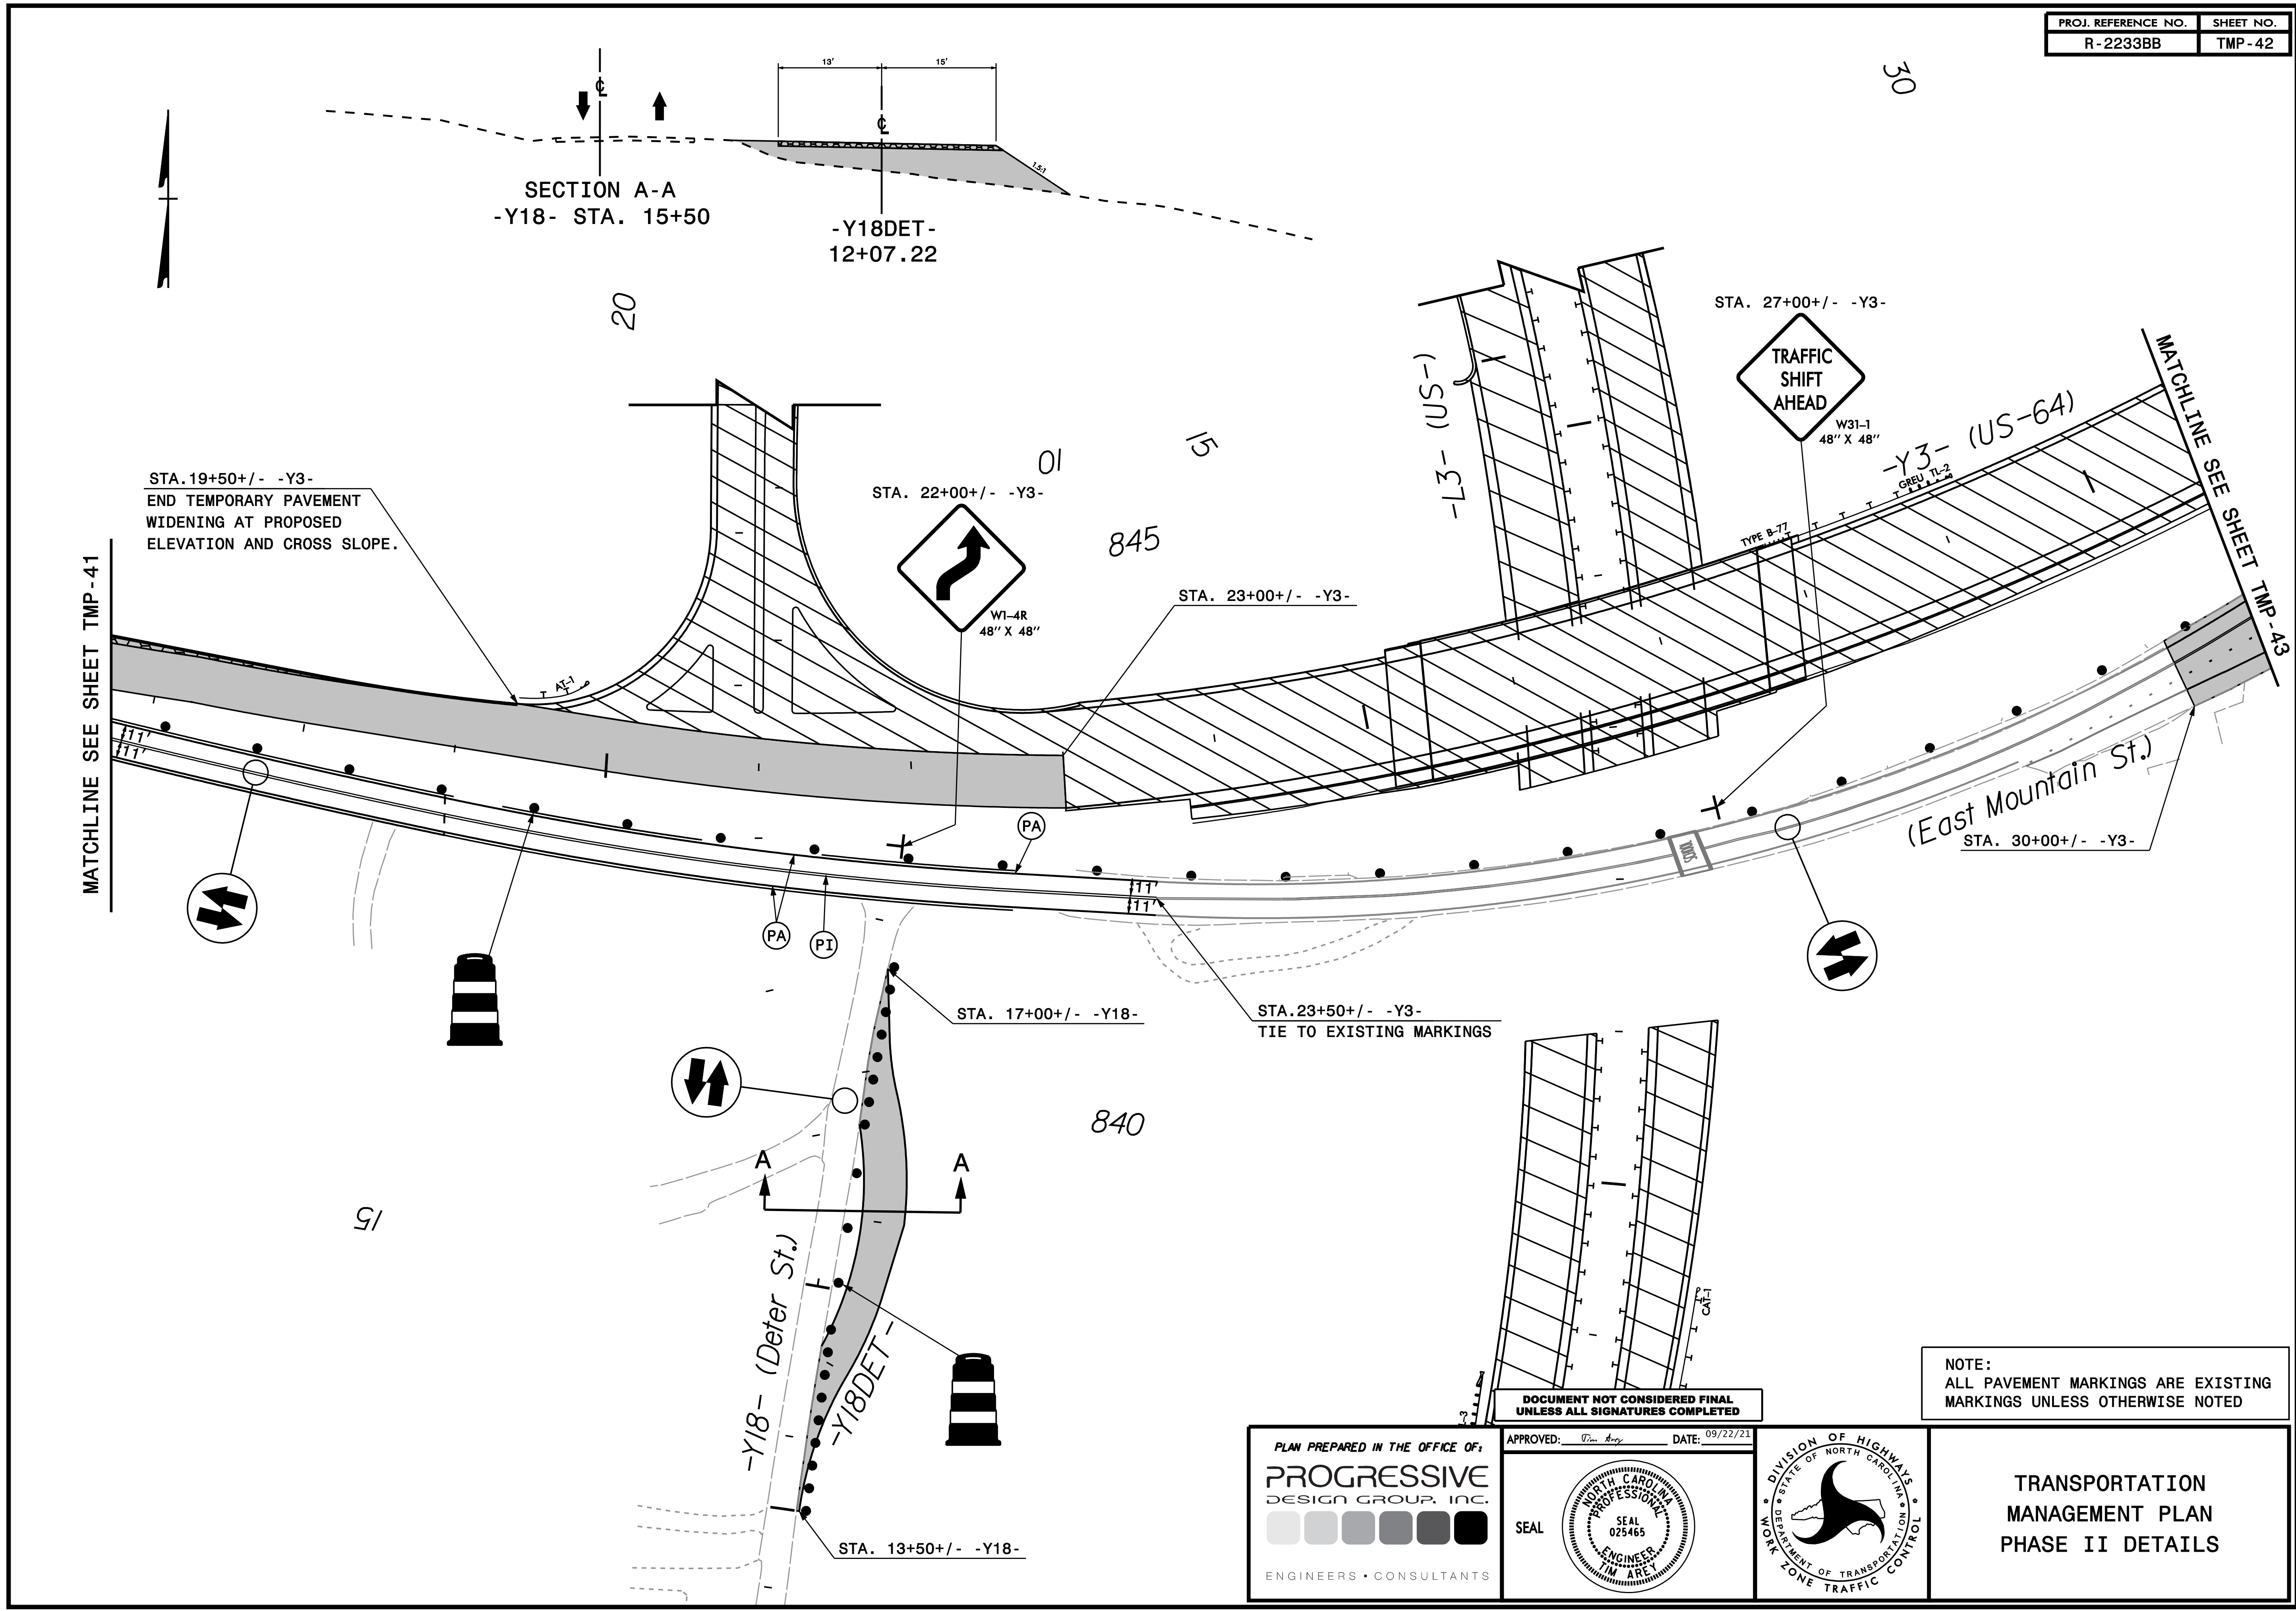 PROJ. REFERENCE NO.
SHEET NO.
R-2233BB
TMP-42
30
13'
15'
℄
℄
1.5:1
SECTION A-A
-Y18- STA. 15+50
-Y18DET-
12+07.22
20
STA. 27+00+/- -Y3-
TRAFFIC
SHIFT
AHEAD
W31-1
48" X 48"
-L3- (US-)
-Y3- (US-64)
GREU TL-2
TYPE B-77
MATCHLINE SEE SHEET TMP-43
15
10
845
STA.19+50+/- -Y3-
END TEMPORARY PAVEMENT
WIDENING AT PROPOSED
ELEVATION AND CROSS SLOPE.
STA. 22+00+/- -Y3-
W1-4R
48" X 48"
STA. 23+00+/- -Y3-
MATCHLINE SEE SHEET TMP-41
AT-1
11'
11'
PA
11'
11'
SCHOOL
(East Mountain St.)
STA. 30+00+/- -Y3-
PA
PI
STA. 17+00+/- -Y18-
STA.23+50+/- -Y3-
TIE TO EXISTING MARKINGS
840
A
A
15
-Y18- (Deter St.)
-Y18DET-
CAT-1
STA. 13+50+/- -Y18-
NOTE:
ALL PAVEMENT MARKINGS ARE EXISTING
MARKINGS UNLESS OTHERWISE NOTED
DOCUMENT NOT CONSIDERED FINAL
UNLESS ALL SIGNATURES COMPLETED
PLAN PREPARED IN THE OFFICE OF:
PROGRESSIVE
DESIGN GROUP, INC.
ENGINEERS • CONSULTANTS
APPROVED: Tim Arey DATE: 09/22/21
SEAL
NORTH CAROLINA
PROFESSIONAL
SEAL
025465
ENGINEER
TIM AREY
DIVISION OF HIGHWAYS
STATE OF NORTH CAROLINA
DEPARTMENT OF TRANSPORTATION
WORK ZONE TRAFFIC CONTROL
TRANSPORTATION
MANAGEMENT PLAN
PHASE II DETAILS